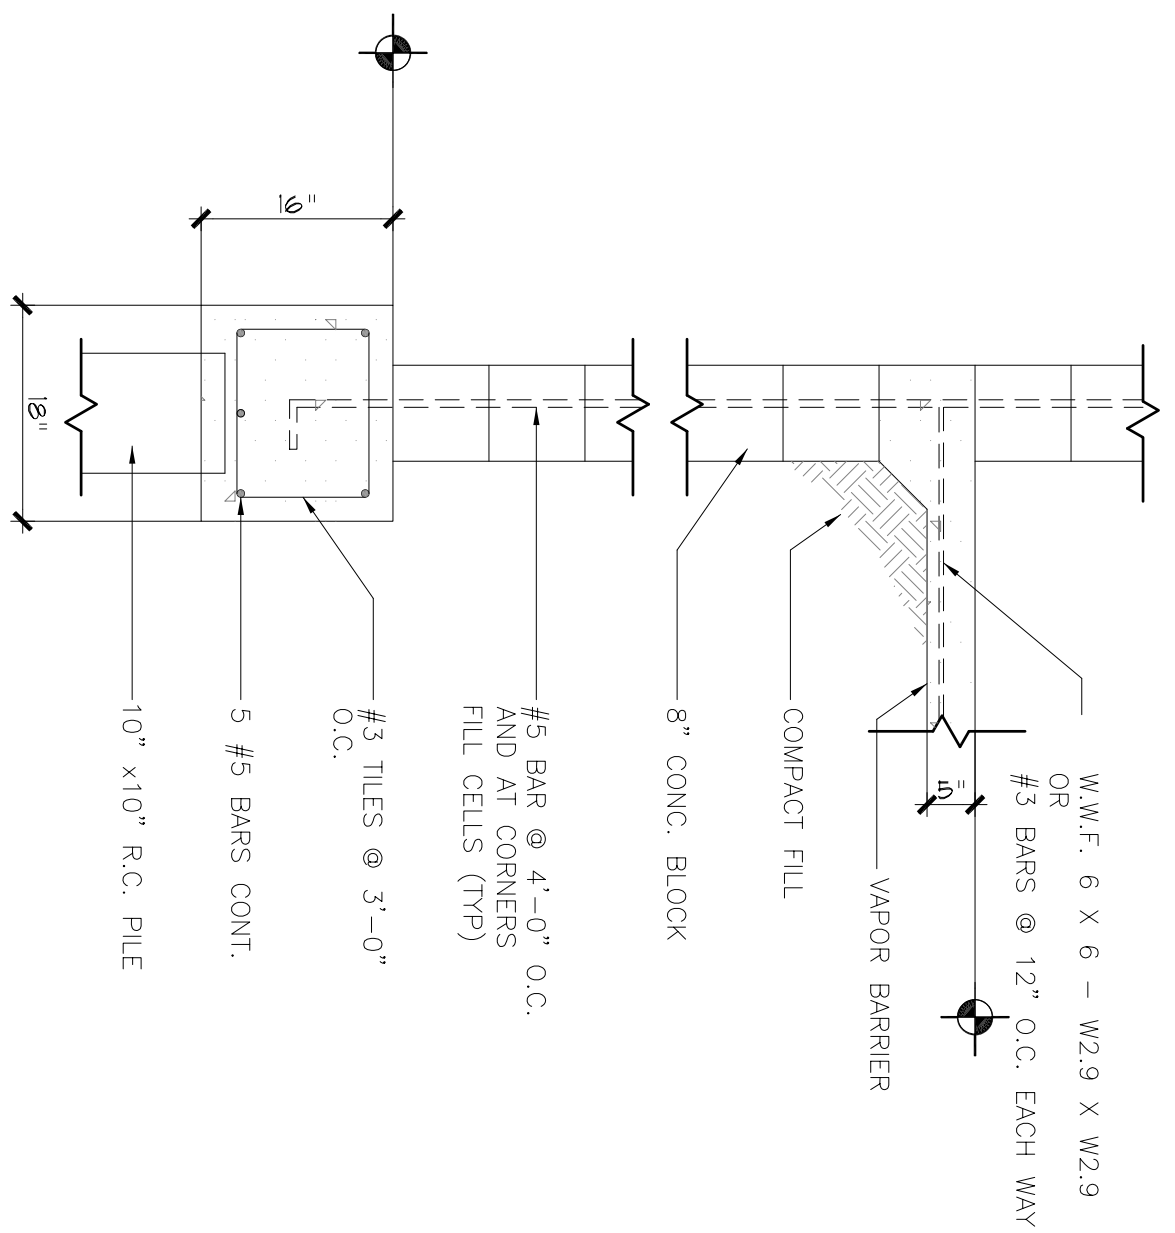 W.W.F. 6 X 6 - W2.9 X W2.9
OR
#3 BARS @ 12" O.C. EACH WAY
5"
VAPOR BARRIER
COMPACT FILL
8" CONC. BLOCK
#5 BAR @ 4'-0" O.C.
AND AT CORNERS
FILL CELLS (TYP)
#3 TILES @ 3'-0"
O.C.
5 #5 BARS CONT.
10" x10" R.C. PILE
16"
18"